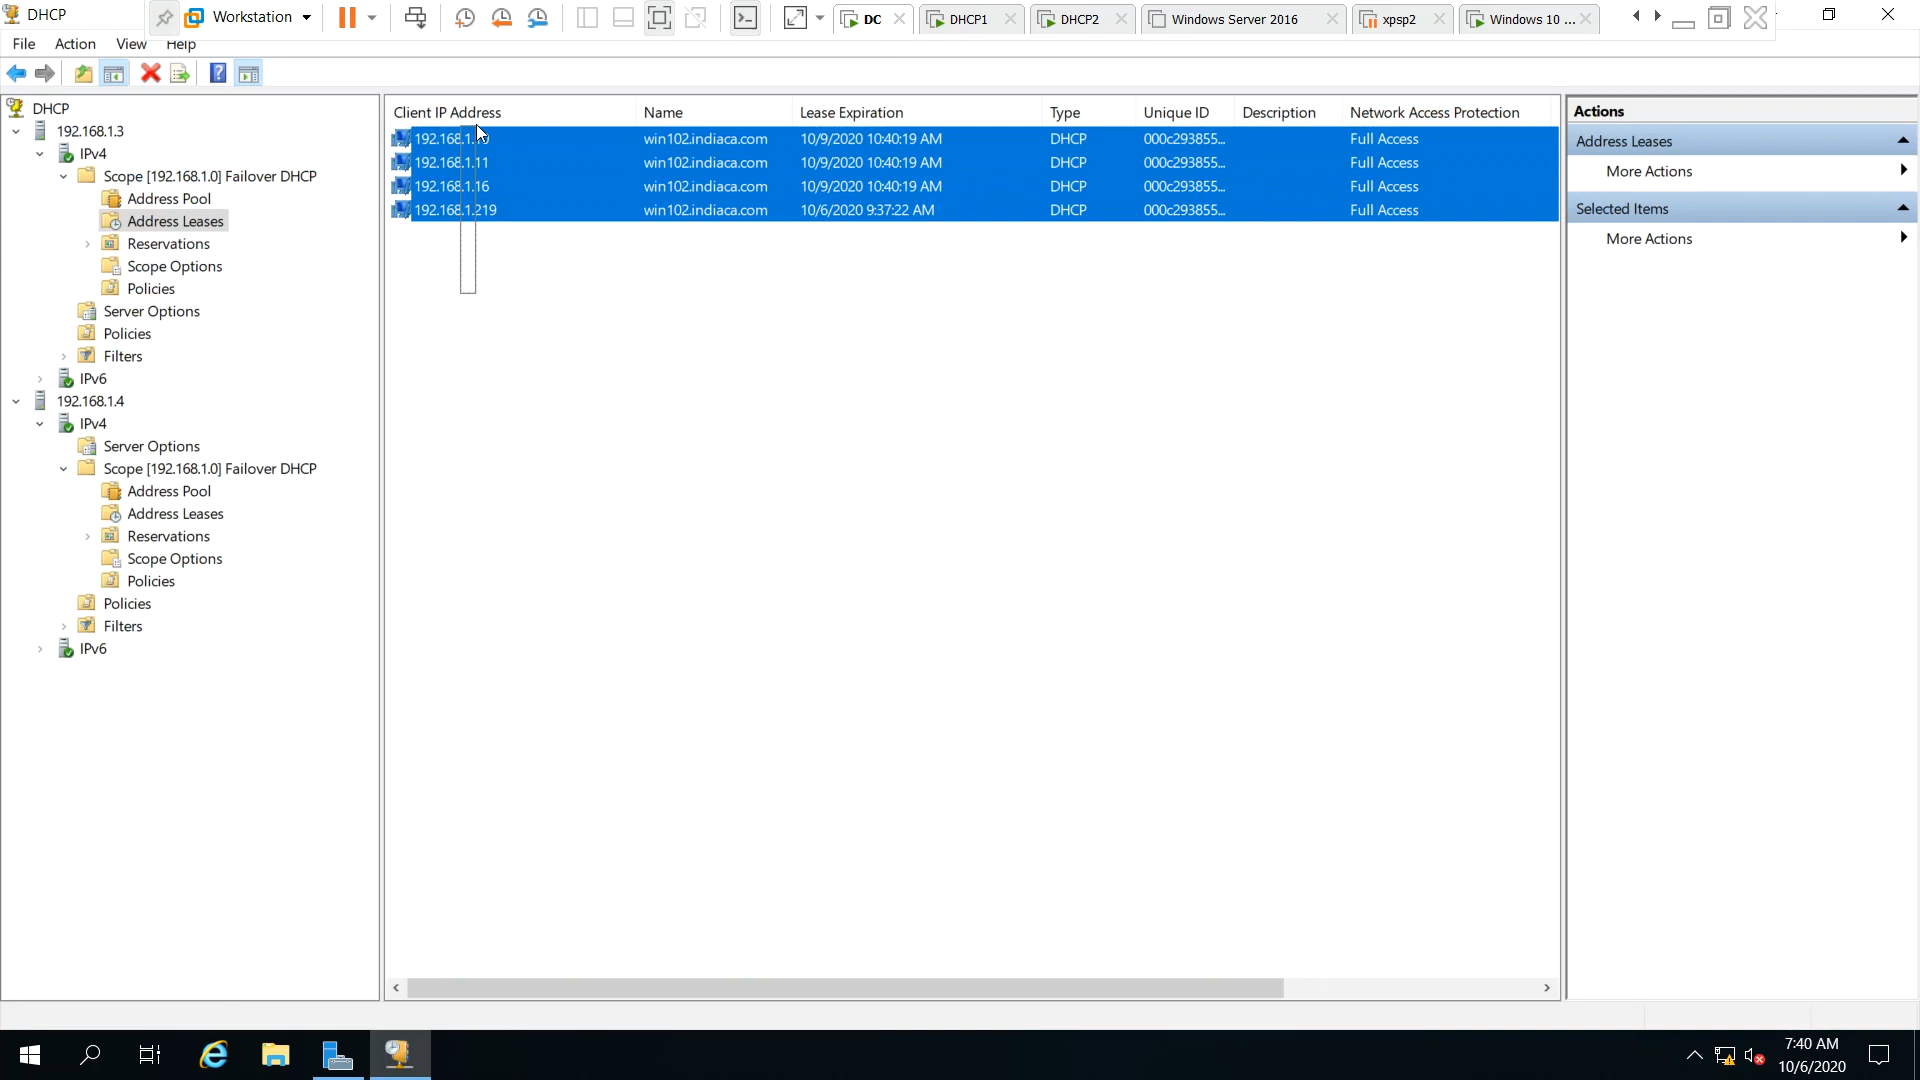 DHCP
Workstation
DC
DHCP1
DHCP2
Windows Server 2016
xpsp2
Windows 10 ...
File Action View Help
DHCP
192.168.1.3
IPv4
Scope [192.168.1.0] Failover DHCP
Address Pool
Address Leases
Reservations
Scope Options
Policies
Server Options
Policies
Filters
IPv6
192.168.1.4
IPv4
Server Options
Scope [192.168.1.0] Failover DHCP
Address Pool
Address Leases
Reservations
Scope Options
Policies
Policies
Filters
IPv6
Client IP Address Name Lease Expiration Type Unique ID Description Network Access Protection
win102.indiaca.com 10/9/2020 10:40:19 AM DHCP 000c293855... Full Access
192.168.1.11 win102.indiaca.com 10/9/2020 10:40:19 AM DHCP 000c293855... Full Access
192.168.1.16 win102.indiaca.com 10/9/2020 10:40:19 AM DHCP 000c293855... Full Access
192.168.1.219 win102.indiaca.com 10/6/2020 9:37:22 AM DHCP 000c293855... Full Access
Actions
Address Leases
More Actions
Selected Items
More Actions
7:40 AM
10/6/2020